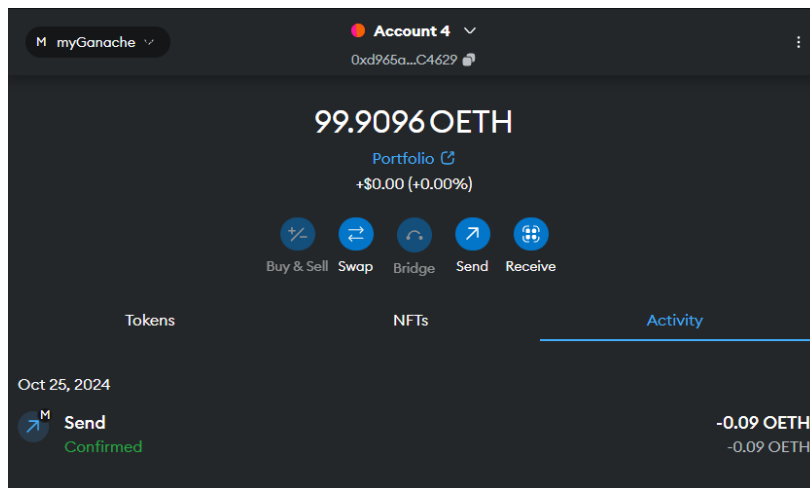 M myGanache
Account 4
0xd965a...C4629
99.9096 OETH
Portfolio
+$0.00 (+0.00%)
Buy & Sell Swap Bridge Send Receive
Tokens NFTs Activity
Oct 25, 2024
M
Send -0.09 OETH
Confirmed -0.09 OETH